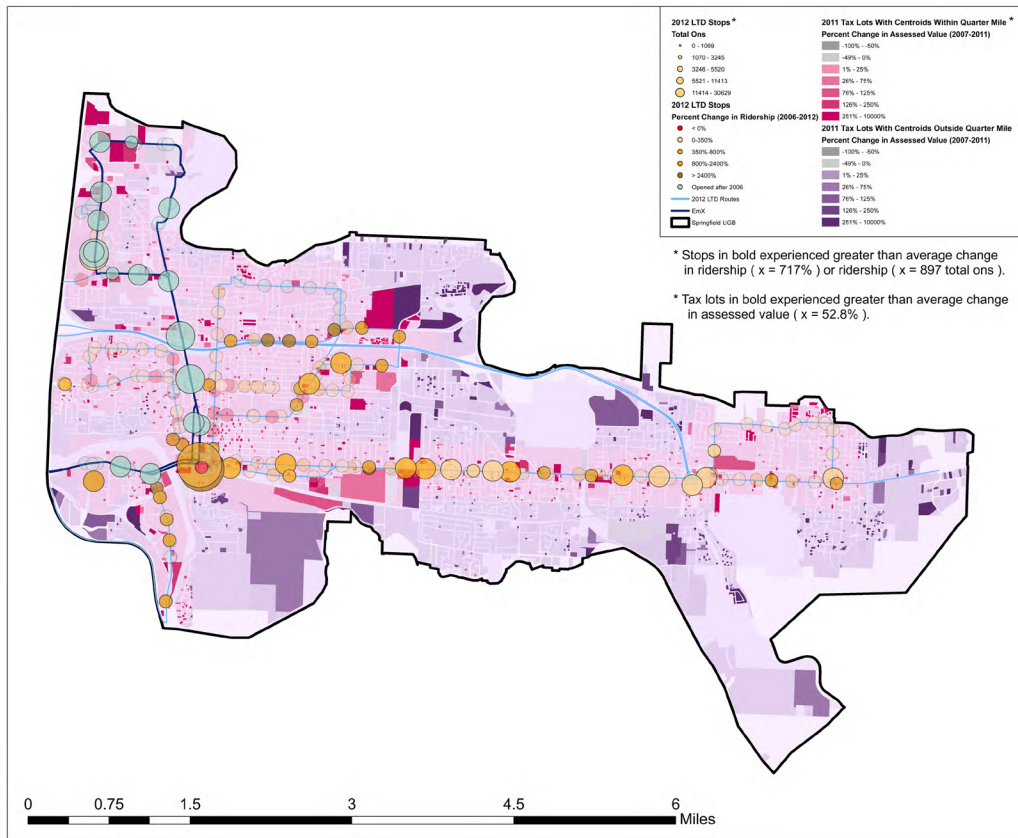 2012 LTD Stops *
Total Ons
0 - 1069
1070 - 3245
3246 - 5520
5521 - 11413
11414 - 30629
2012 LTD Stops
Percent Change in Ridership (2006-2012)
< 0%
0-350%
350%-800%
800%-2400%
> 2400%
Opened after 2006
2012 LTD Routes
EmX
Springfield UGB
2011 Tax Lots With Centroids Within Quarter Mile *
Percent Change in Assessed Value (2007-2011)
-100% - -50%
-49% - 0%
1% - 25%
26% - 75%
76% - 125%
126% - 250%
251% - 10000%
2011 Tax Lots With Centroids Outside Quarter Mile
Percent Change in Assessed Value (2007-2011)
-100% - -50%
-49% - 0%
1% - 25%
26% - 75%
76% - 125%
126% - 250%
251% - 10000%
* Stops in bold experienced greater than average change
in ridership ( x = 717% ) or ridership ( x = 897 total ons ).
* Tax lots in bold experienced greater than average change
in assessed value ( x = 52.8% ).
0 0.75 1.5 3 4.5 6
Miles